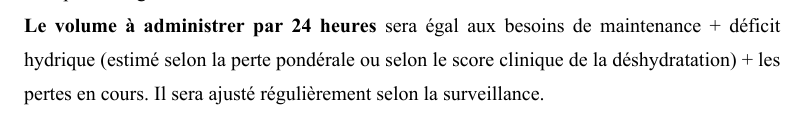 Le volume à administrer par 24 heures sera égal aux besoins de maintenance + déficit
hydrique (estimé selon la perte pondérale ou selon le score clinique de la déshydratation) + les
pertes en cours. Il sera ajusté régulièrement selon la surveillance.